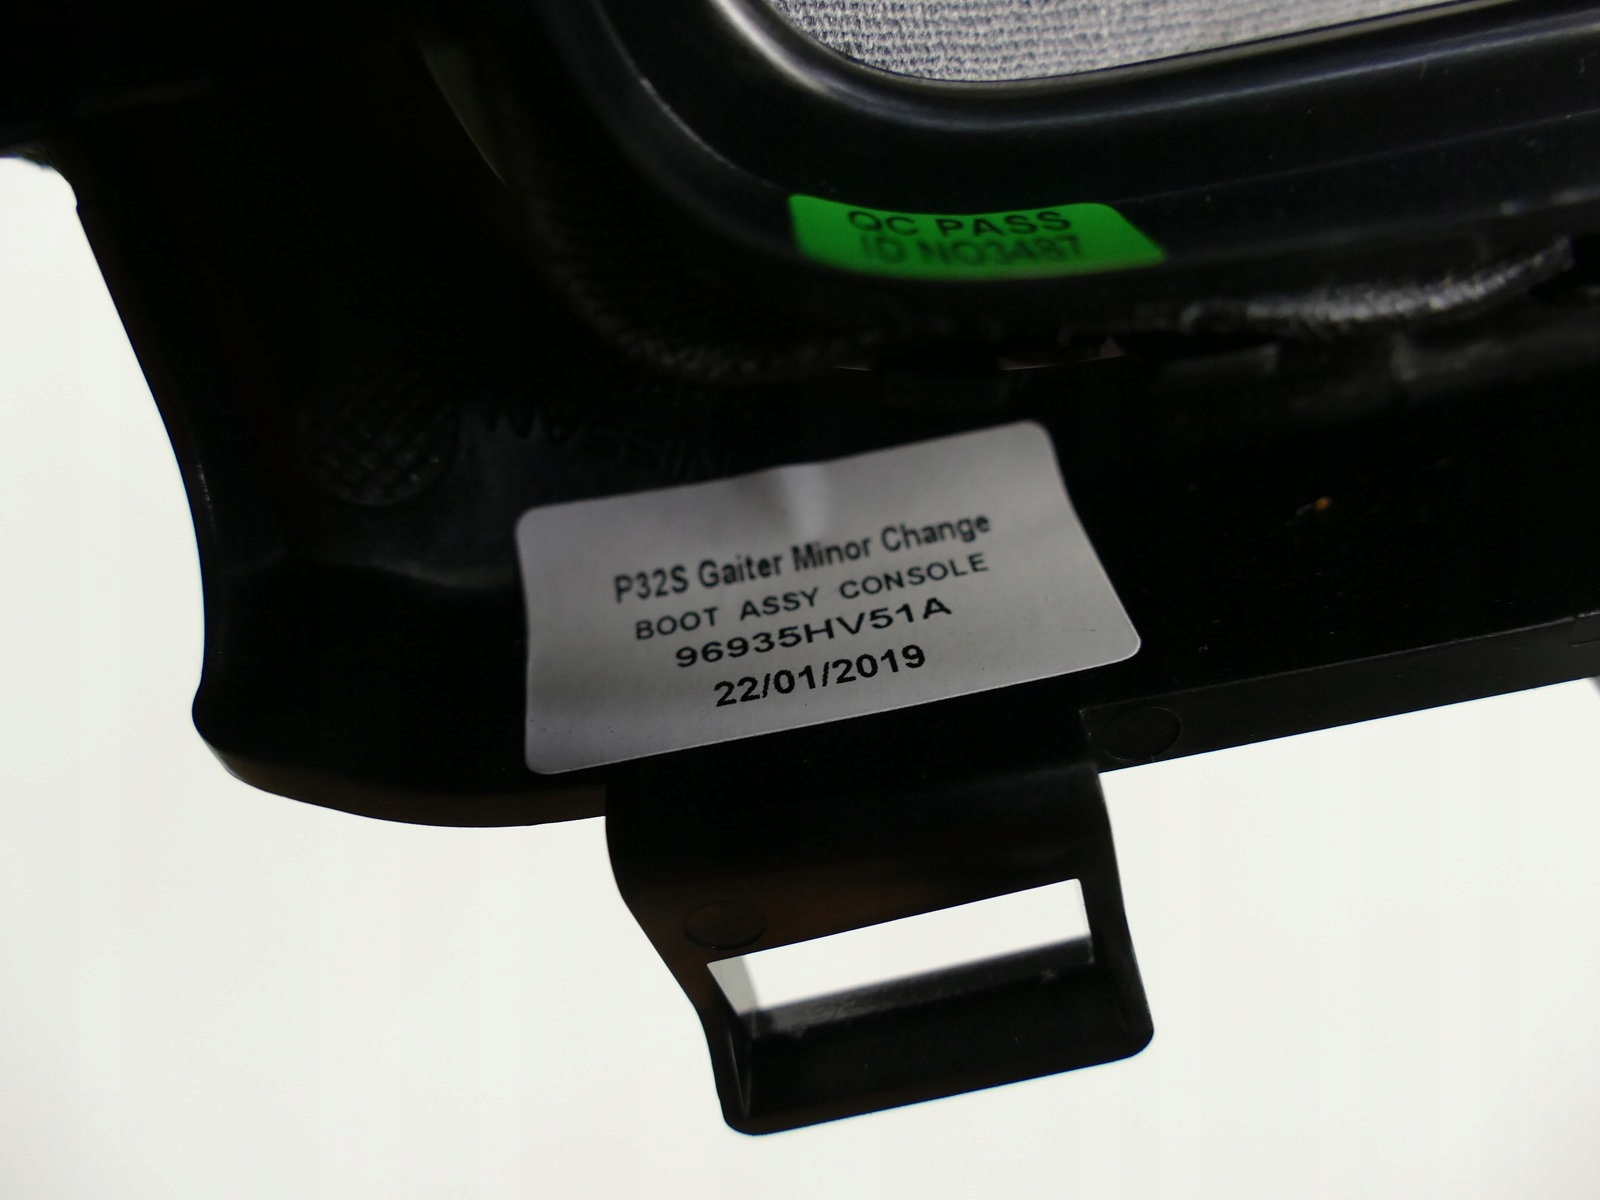 QC PASS
ID NO3487
P32S Gaiter Minor Change
BOOT ASSY CONSOLE
96935HV51A
22/01/2019